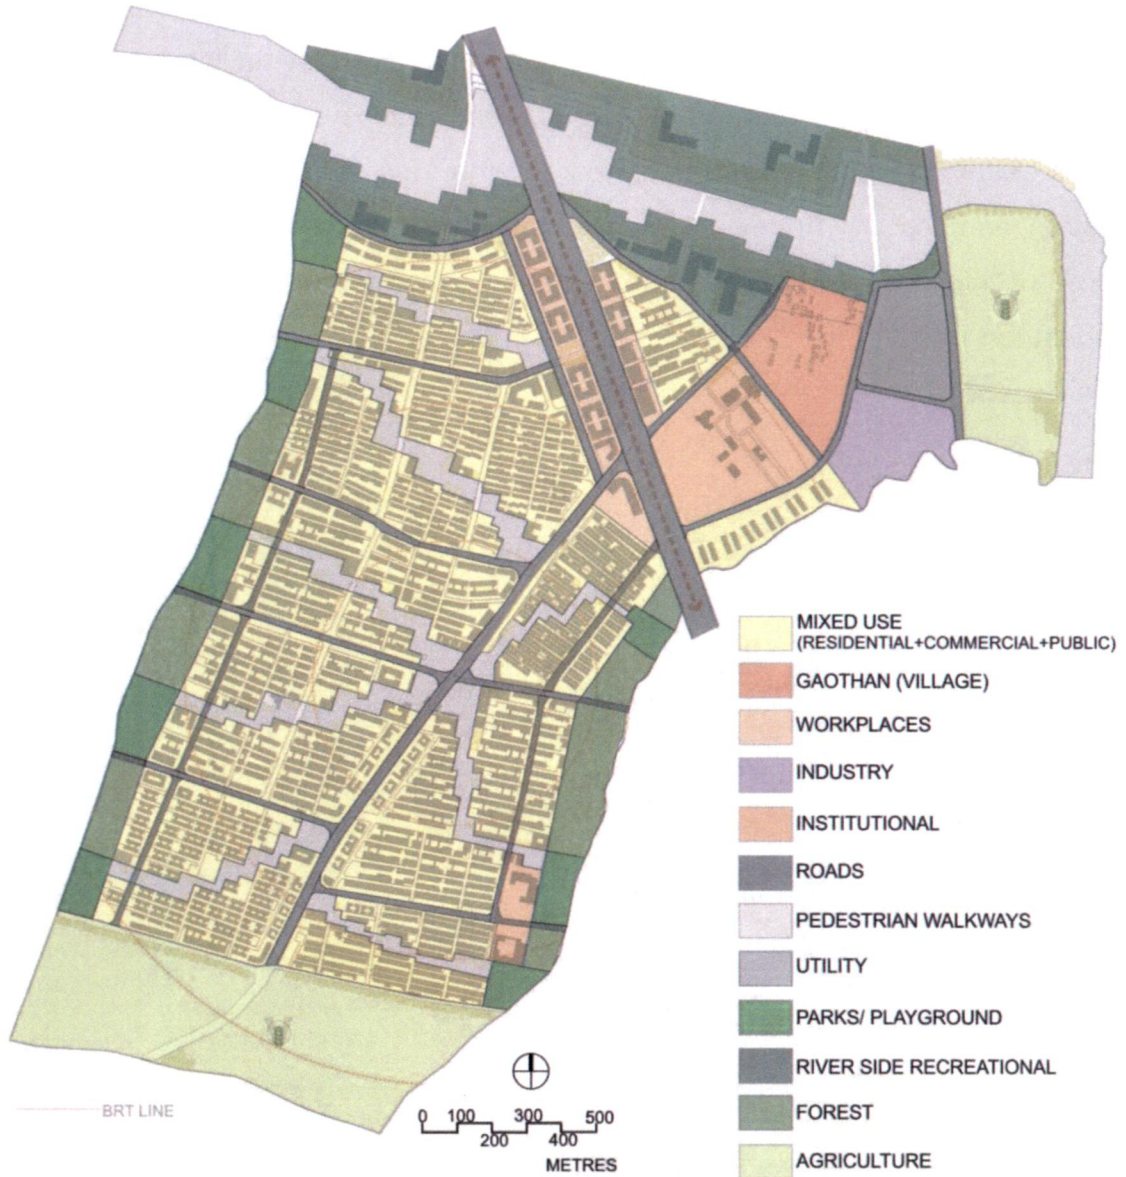 MIXED USE
(RESIDENTIAL+COMMERCIAL+PUBLIC)
GAOTHAN (VILLAGE)
WORKPLACES
INDUSTRY
INSTITUTIONAL
ROADS
PEDESTRIAN WALKWAYS
UTILITY
PARKS/ PLAYGROUND
RIVER SIDE RECREATIONAL
FOREST
AGRICULTURE
BRT LINE
0 100 300 500
200 400
METRES